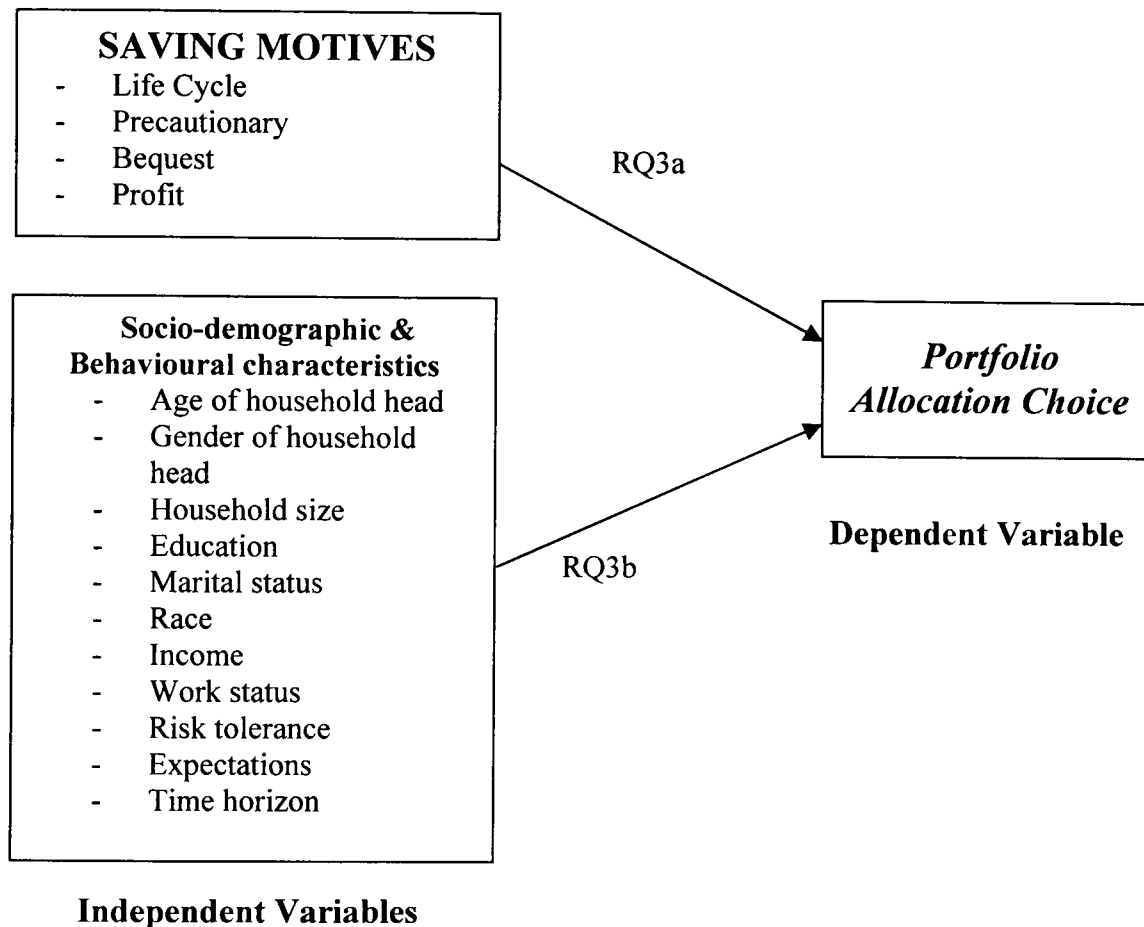 SAVING MOTIVES
- Life Cycle
- Precautionary
- Bequest
- Profit
RQ3a
Socio-demographic &
Behavioural characteristics
- Age of household head
- Gender of household
head
- Household size
- Education
- Marital status
- Race
- Income
- Work status
- Risk tolerance
- Expectations
- Time horizon
RQ3b
Portfolio
Allocation Choice
Dependent Variable
Independent Variables